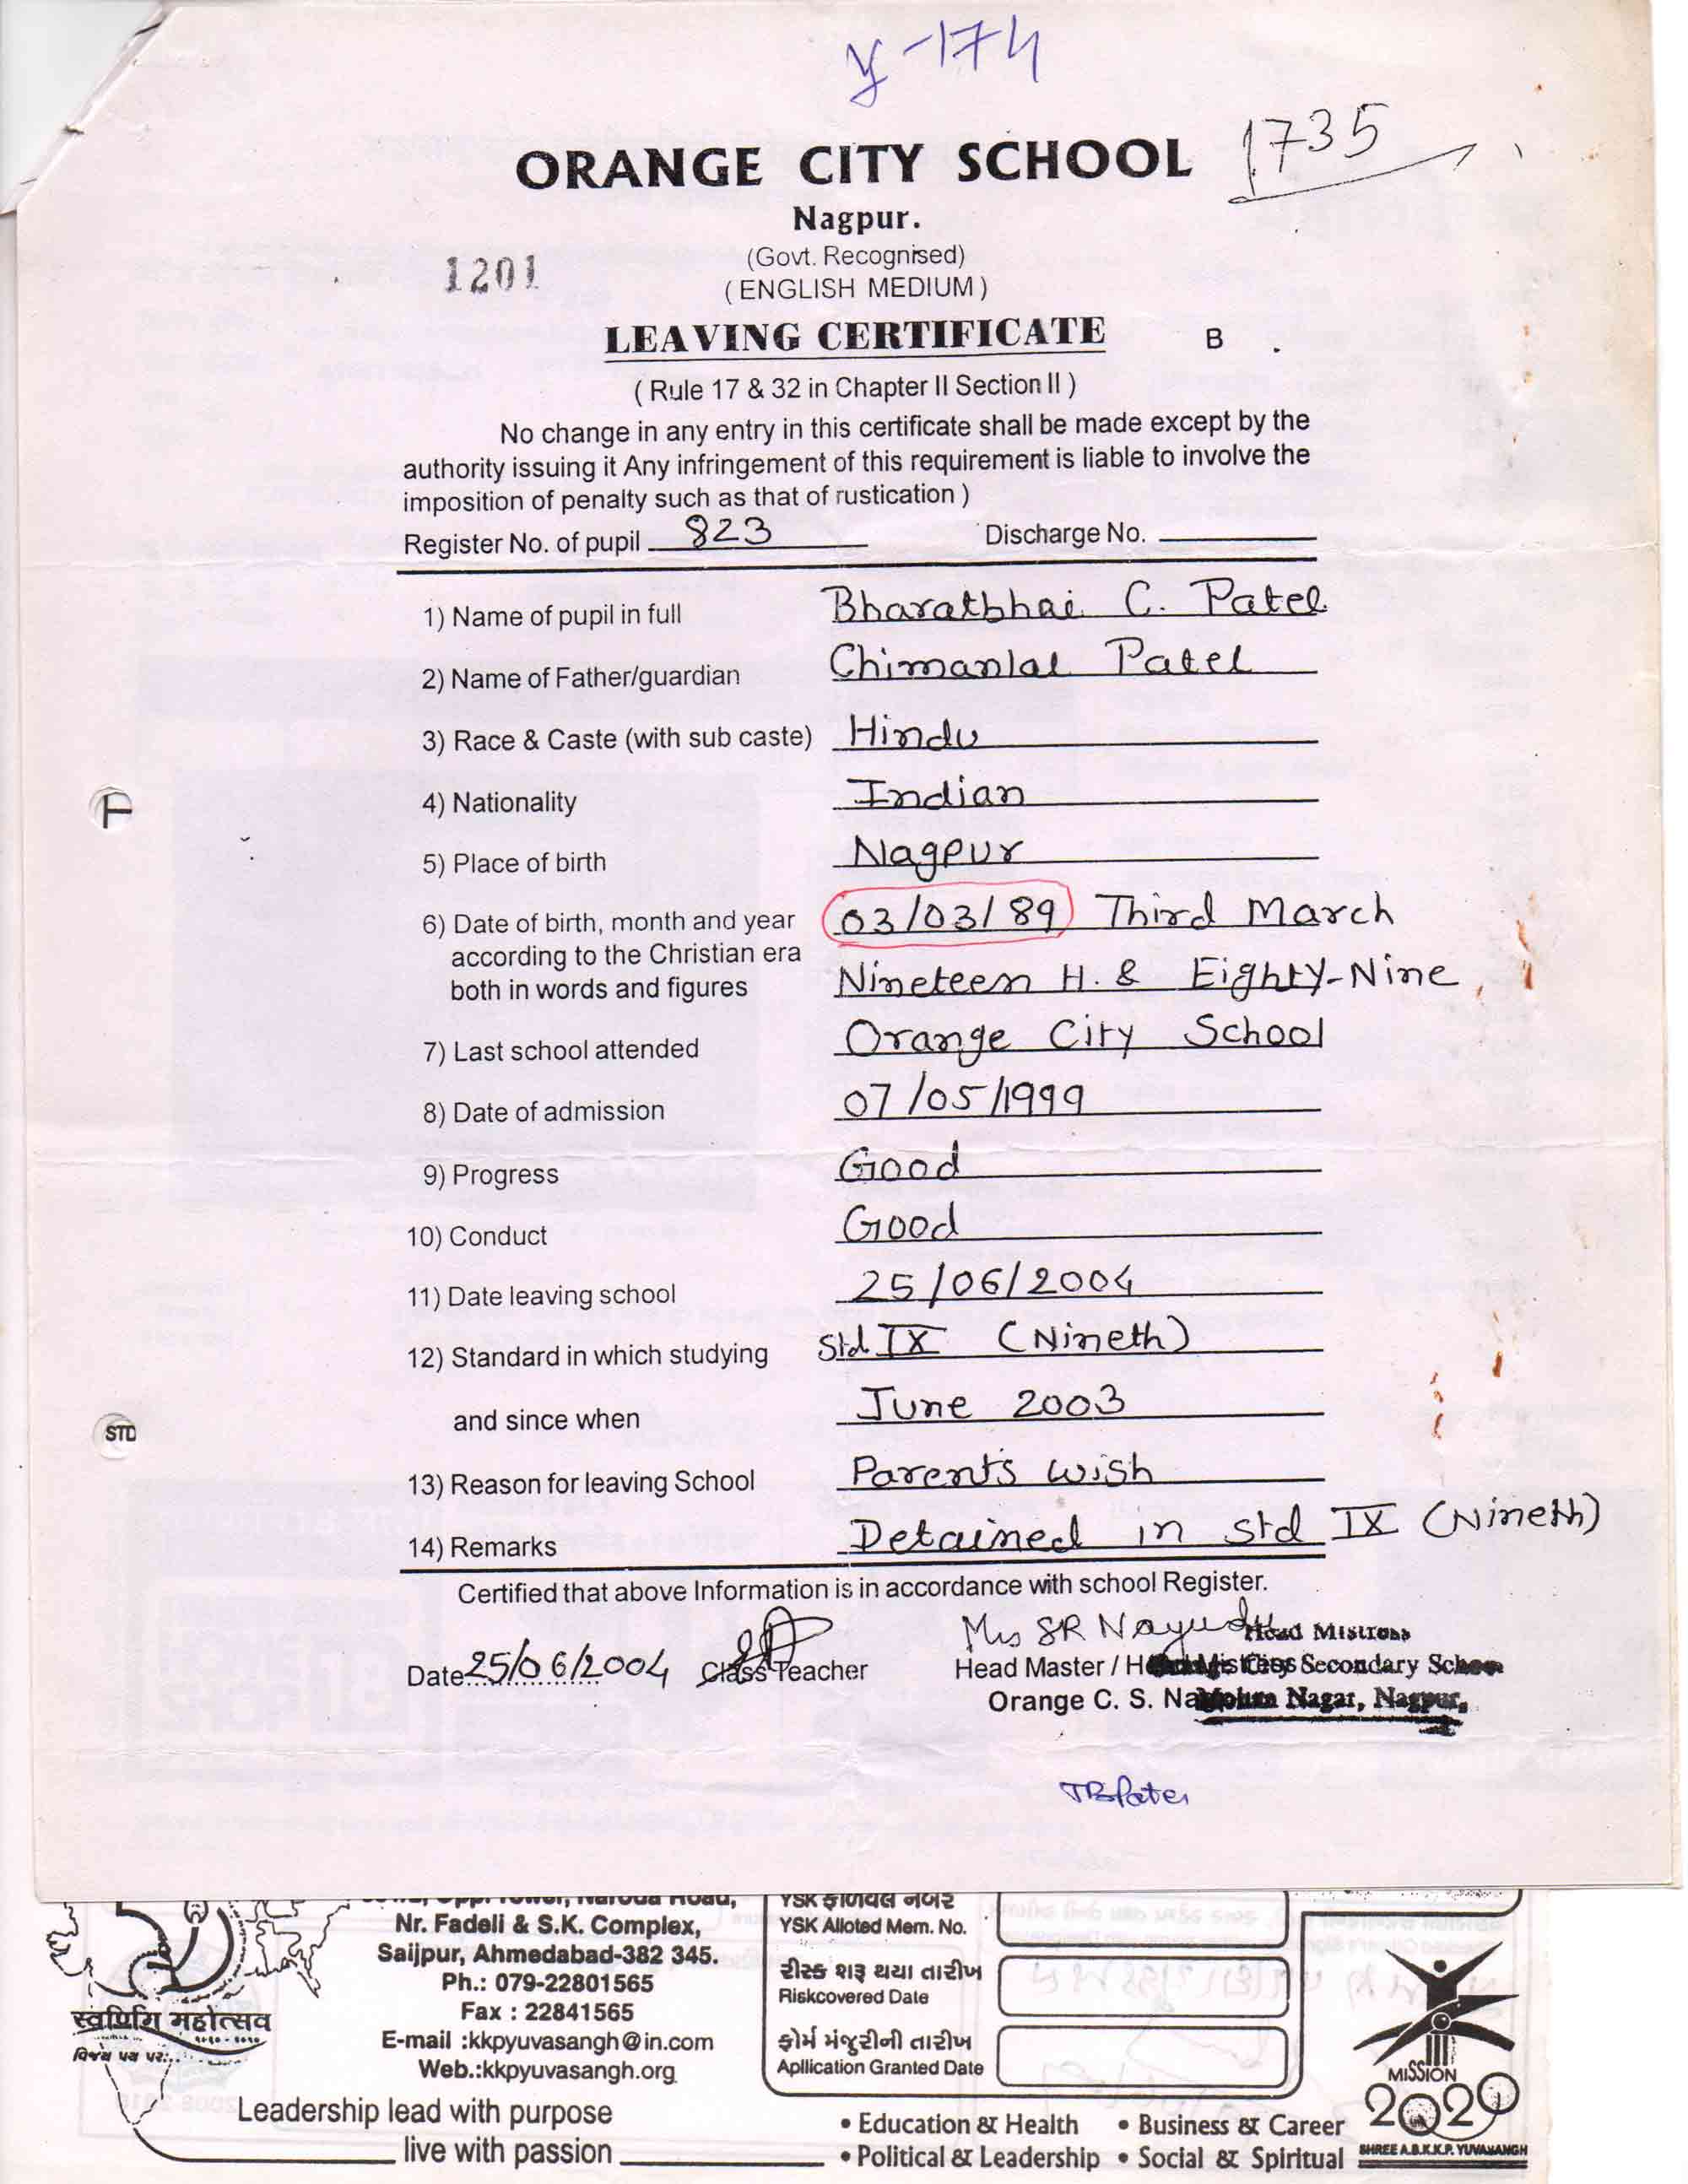 y-174
1735
ORANGE CITY SCHOOL
Nagpur.
(Govt. Recognised)
1201
(ENGLISH MEDIUM)
LEAVING CERTIFICATE B
( Rule 17 & 32 in Chapter II Section II )
No change in any entry in this certificate shall be made except by the
authority issuing it Any infringement of this requirement is liable to involve the
imposition of penalty such as that of rustication )
Register No. of pupil 823 Discharge No.
1) Name of pupil in full Bharatbhai C. Patel
2) Name of Father/guardian Chimanlal Patel
3) Race & Caste (with sub caste) Hindu
4) Nationality Indian
5) Place of birth Nagpur
6) Date of birth, month and year 03/03/89 Third March
according to the Christian era
both in words and figures Nineteen H. & Eighty-Nine
7) Last school attended Orange City School
8) Date of admission 07/05/1999
9) Progress Good
10) Conduct Good
11) Date leaving school 25/06/2004
12) Standard in which studying Std IX (Nineth)
and since when June 2003
13) Reason for leaving School Parents wish
14) Remarks Detained in std IX (Nineth)
Certified that above Information is in accordance with school Register.
Mrs SR Nayudu Head Mistress
Date 25/06/2004 Class Teacher Head Master / Secondary School
Orange C. S. Nagar, Nagpur,
TBPatel
STD
YSK
Nr. Fadeli & S.K. Complex, YSK Alloted Mem. No.
Saijpur, Ahmedabad-382 345.
Ph.: 079-22801565 રીસ્ક શરૂ થયા તારીખ
Riskcovered Date
Fax : 22841565
E-mail :kkpyuvasangh@in.com ફોર્મ મંજૂરીની તારીખ
Web.:kkpyuvasangh.org Apllication Granted Date
स्वर्णिम महोत्सव
MISSION
2020
SHREE A.B.K.K.P. YUVASANGH
Leadership lead with purpose
live with passion
• Education & Health • Business & Career
• Political & Leadership • Social & Spiritual